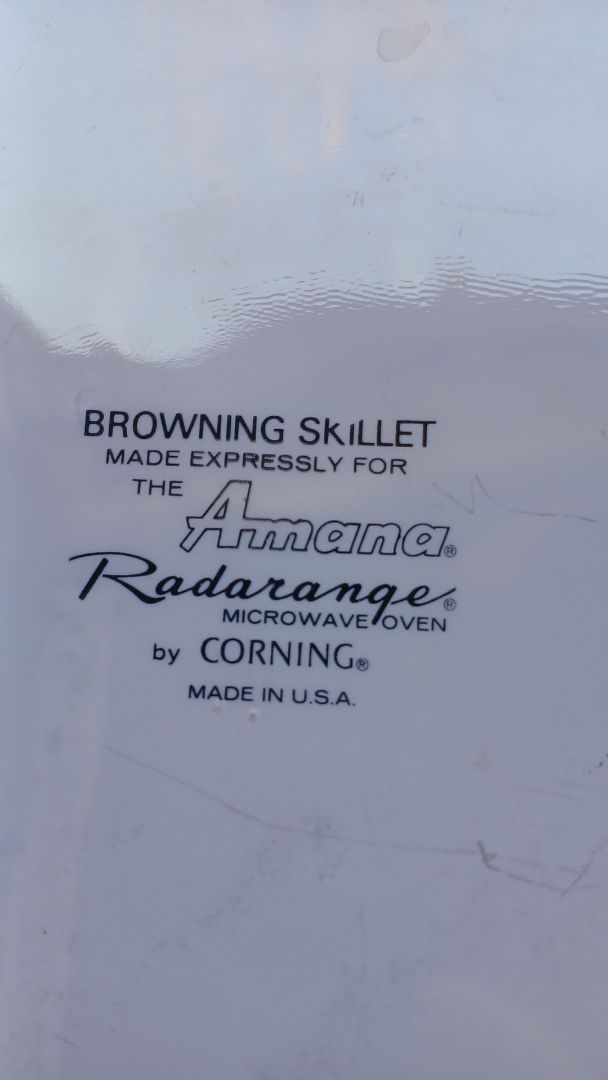 BROWNING SKILLET
MADE EXPRESSLY FOR
THE Amana®
Radarange®
MICROWAVE OVEN
by CORNING®
MADE IN U.S.A.